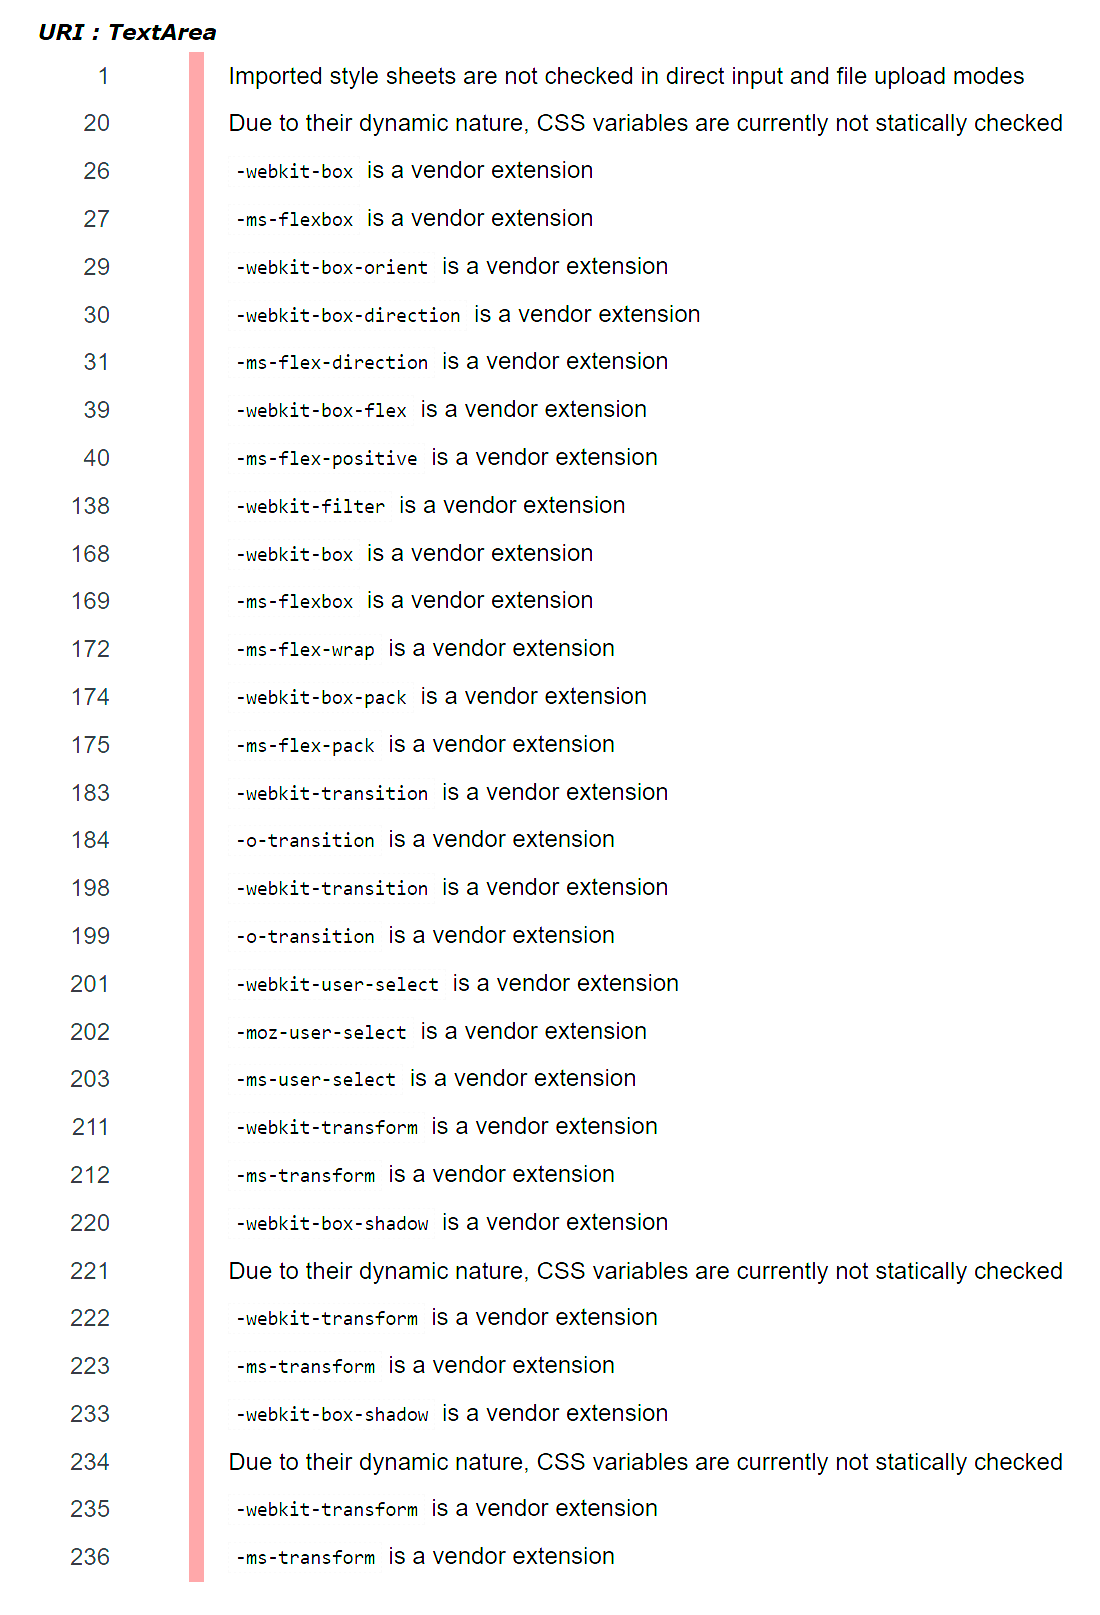 URI : TextArea
1 Imported style sheets are not checked in direct input and file upload modes
20 Due to their dynamic nature, CSS variables are currently not statically checked
26 -webkit-box is a vendor extension
27 -ms-flexbox is a vendor extension
29 -webkit-box-orient is a vendor extension
30 -webkit-box-direction is a vendor extension
31 -ms-flex-direction is a vendor extension
39 -webkit-box-flex is a vendor extension
40 -ms-flex-positive is a vendor extension
138 -webkit-filter is a vendor extension
168 -webkit-box is a vendor extension
169 -ms-flexbox is a vendor extension
172 -ms-flex-wrap is a vendor extension
174 -webkit-box-pack is a vendor extension
175 -ms-flex-pack is a vendor extension
183 -webkit-transition is a vendor extension
184 -o-transition is a vendor extension
198 -webkit-transition is a vendor extension
199 -o-transition is a vendor extension
201 -webkit-user-select is a vendor extension
202 -moz-user-select is a vendor extension
203 -ms-user-select is a vendor extension
211 -webkit-transform is a vendor extension
212 -ms-transform is a vendor extension
220 -webkit-box-shadow is a vendor extension
221 Due to their dynamic nature, CSS variables are currently not statically checked
222 -webkit-transform is a vendor extension
223 -ms-transform is a vendor extension
233 -webkit-box-shadow is a vendor extension
234 Due to their dynamic nature, CSS variables are currently not statically checked
235 -webkit-transform is a vendor extension
236 -ms-transform is a vendor extension